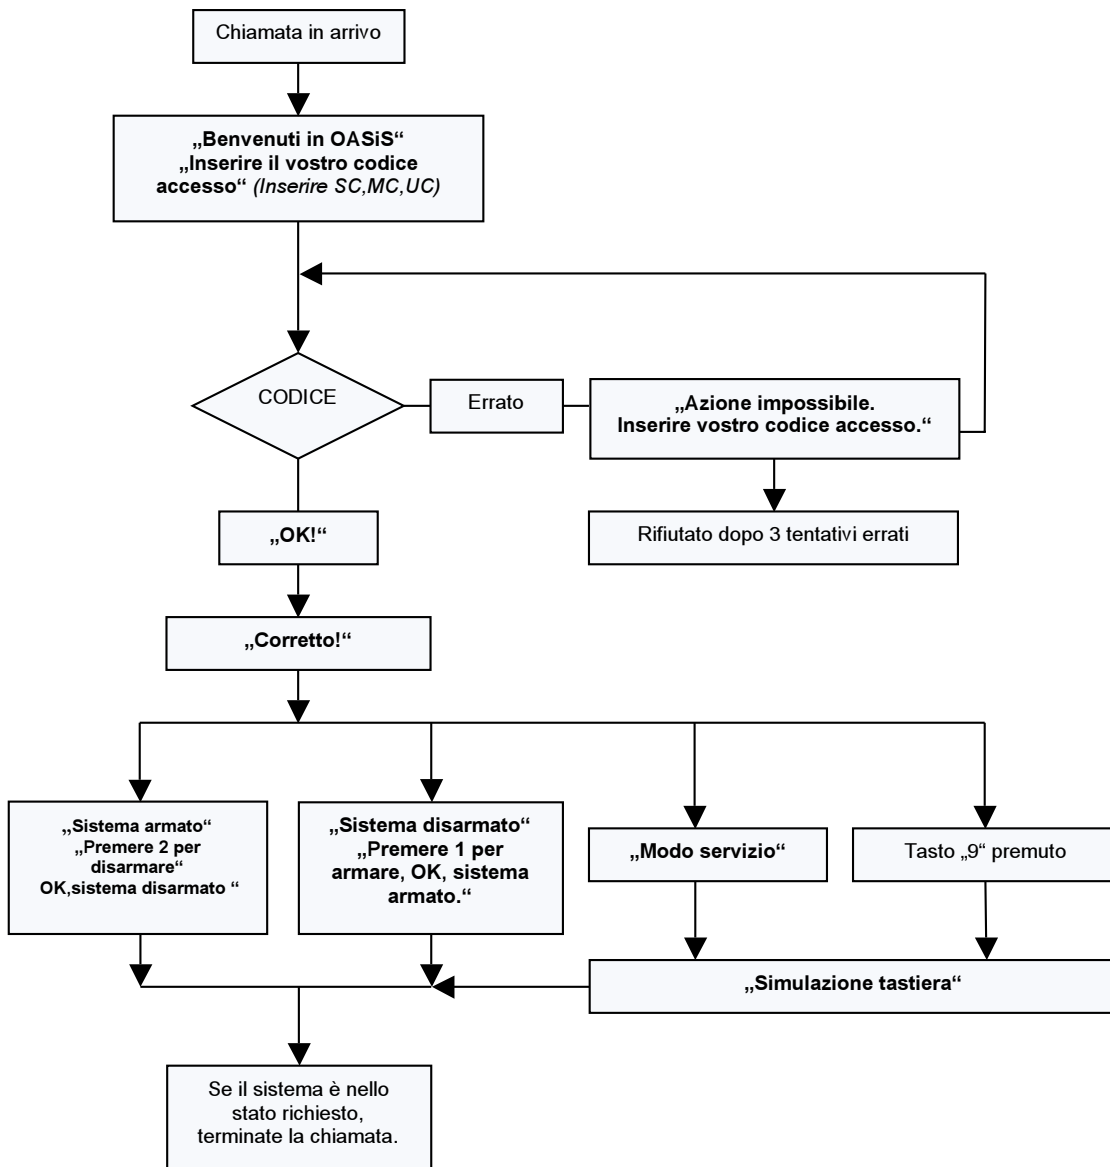 Chiamata in arrivo
„Benvenuti in OASiS“
„Inserire il vostro codice
accesso“ (Inserire SC,MC,UC)
CODICE
Errato
„Azione impossibile.
Inserire vostro codice accesso.“
„OK!“
Rifiutato dopo 3 tentativi errati
„Corretto!“
„Sistema armato“
„Premere 2 per
disarmare“
OK,sistema disarmato “
„Sistema disarmato“
„Premere 1 per
armare, OK, sistema
armato.“
„Modo servizio“
Tasto „9“ premuto
„Simulazione tastiera“
Se il sistema è nello
stato richiesto,
terminate la chiamata.